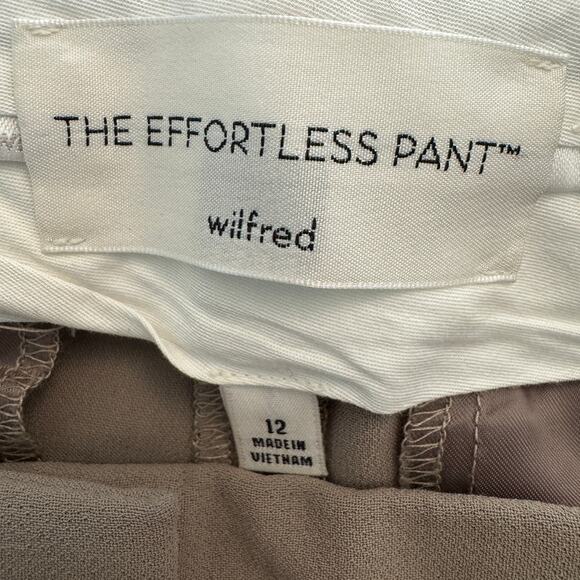 THE EFFORTLESS PANT™
wilfred
12
MADE IN
VIETNAM